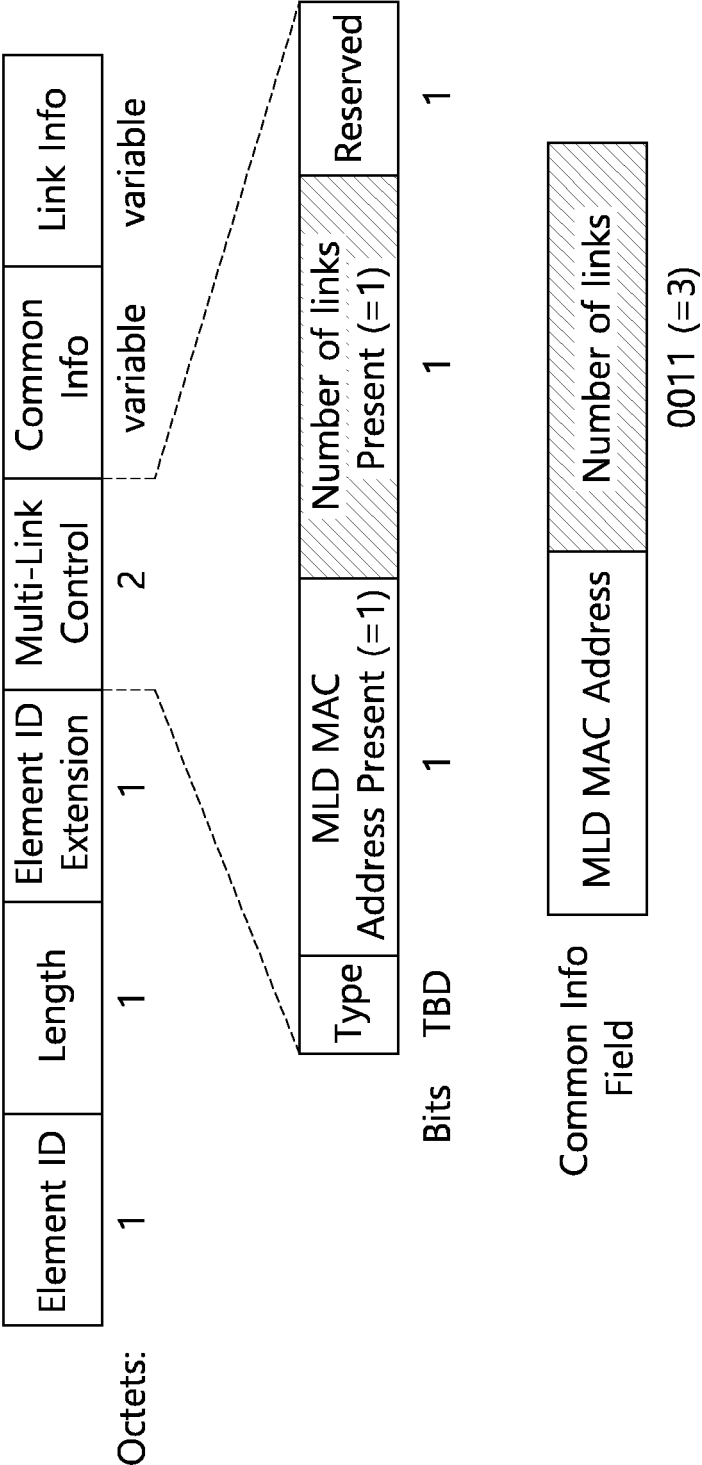 Element ID
Length
Element ID
Extension
Multi-Link
Control
Common
Info
Link Info
Octets:
1
1
1
2
variable
variable
Type
MLD MAC
Address Present (=1)
Number of links
Present (=1)
Reserved
Bits
TBD
1
1
1
Common Info
Field
MLD MAC Address
Number of links
0011 (=3)